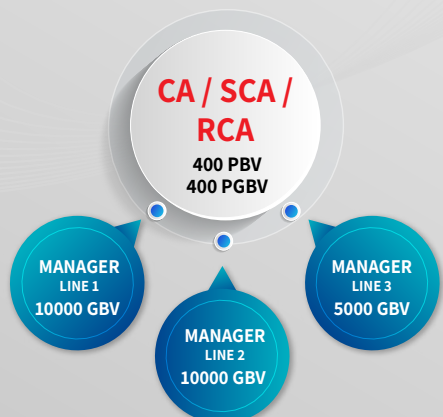 CA / SCA /
RCA
400 PBV
400 PGBV
MANAGER
LINE 1
10000 GBV
MANAGER
LINE 2
10000 GBV
MANAGER
LINE 3
5000 GBV